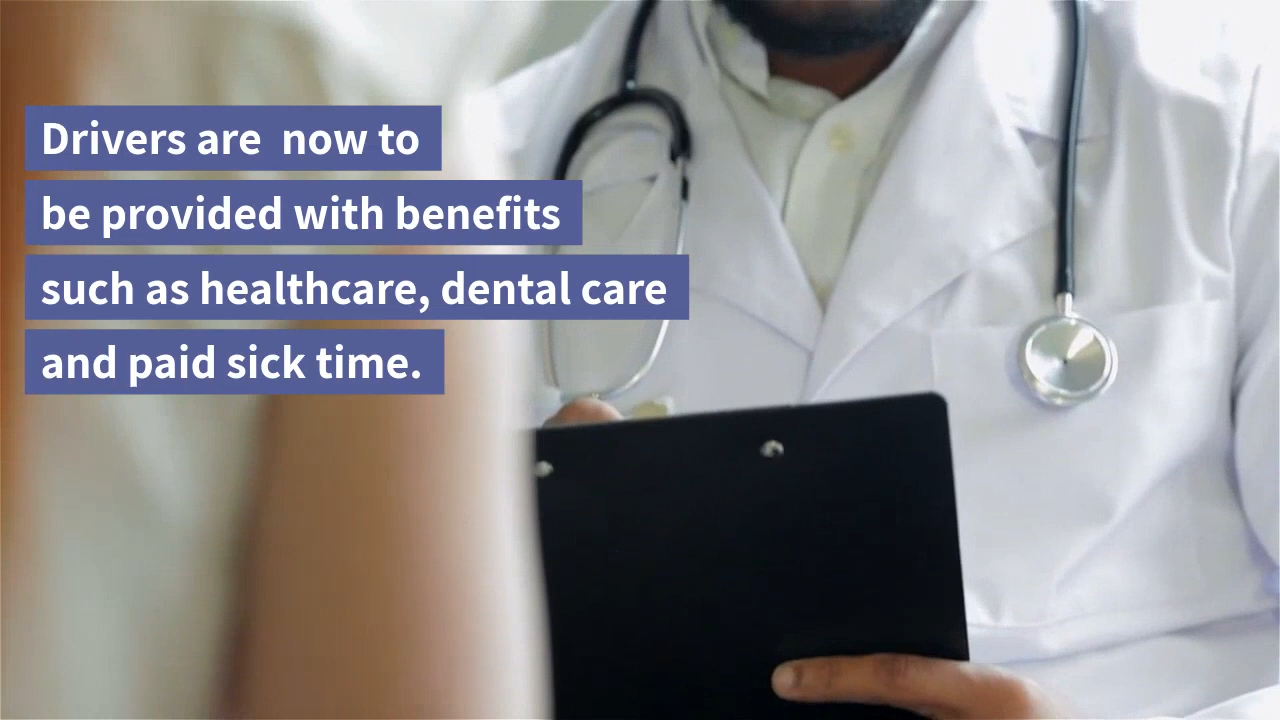 Drivers are  now to
be provided with benefits
such as healthcare, dental care
and paid sick time.